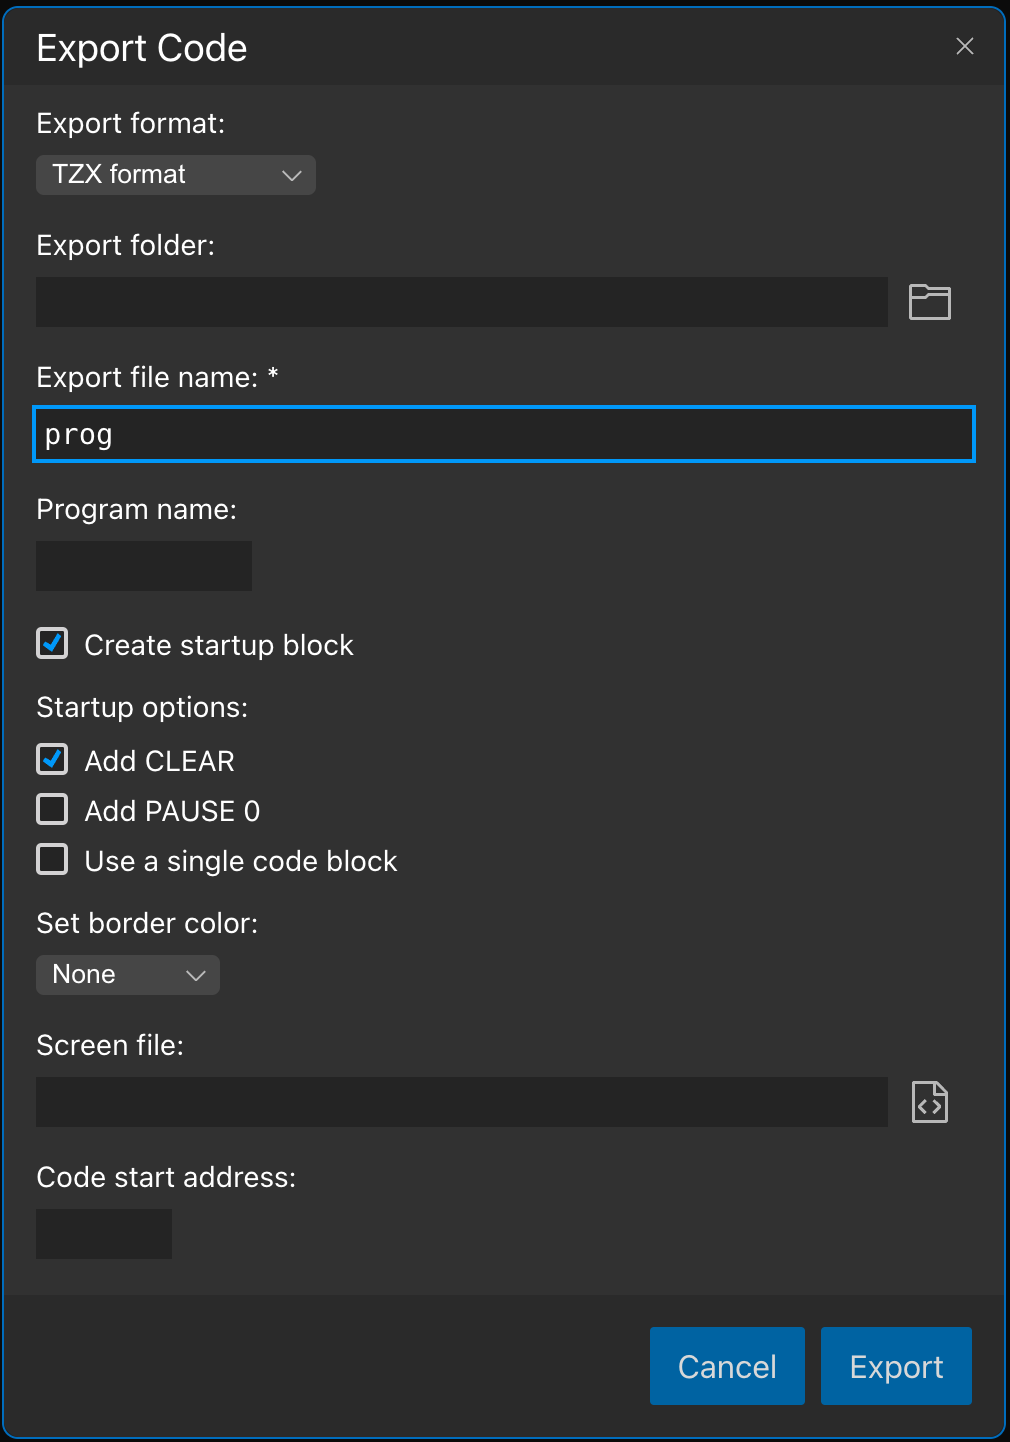 Export Code
Export format:
TZX format
Export folder:
Export file name: *
prog
Program name:
Create startup block
Startup options:
Add CLEAR
Add PAUSE 0
Use a single code block
Set border color:
None
Screen file:
Code start address:
Cancel Export